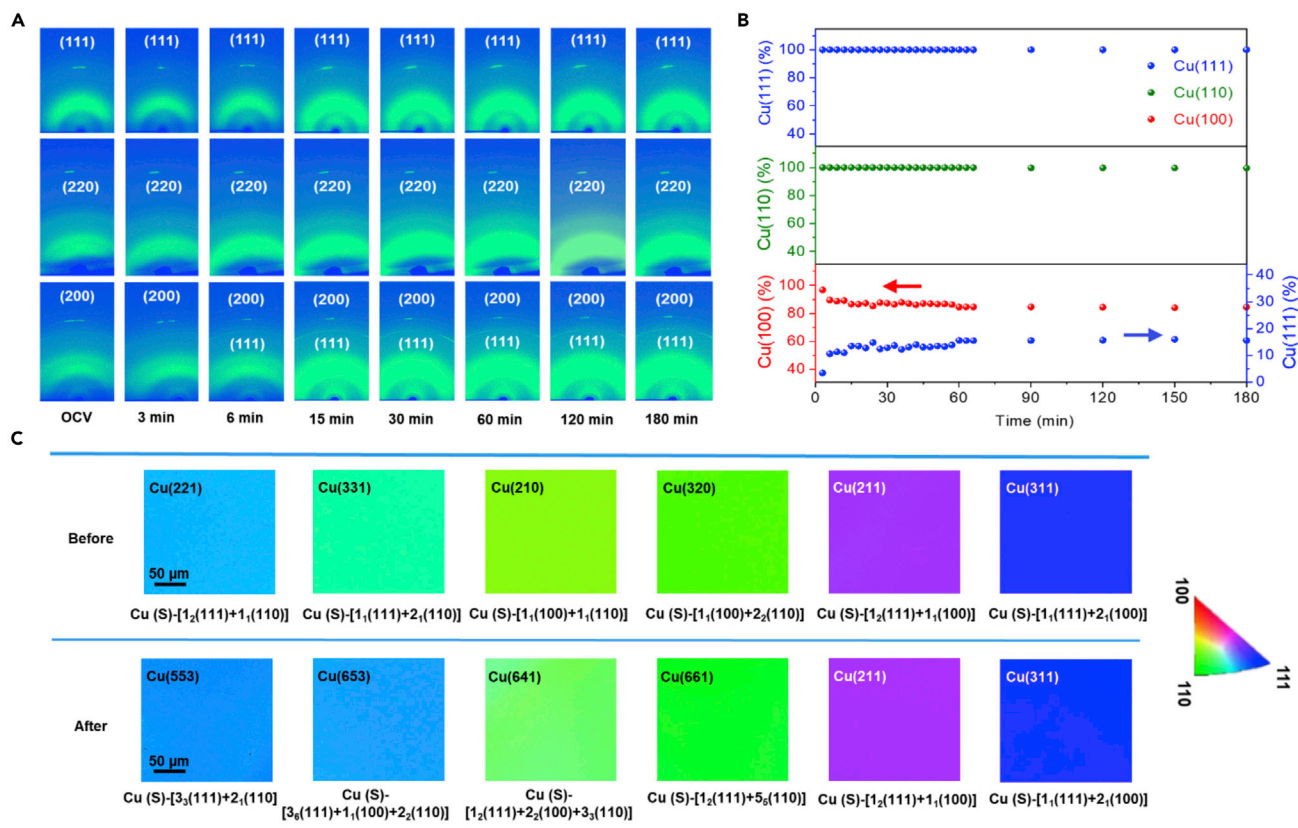 A
(111) (111) (111) (111) (111) (111) (111) (111)
(220) (220) (220) (220) (220) (220) (220) (220)
(200) (200) (200) (200) (200) (200) (200) (200)
(111) (111) (111) (111) (111) (111)
OCV 3 min 6 min 15 min 30 min 60 min 120 min 180 min
B
Cu(111) (%)
100
80
60
40
Cu(111)
Cu(110)
Cu(100)
Cu(110) (%)
100
80
60
40
Cu(100) (%)
100
80
60
40
40
30
20
10
0
Cu(111) (%)
0 30 60 90 120 150 180
Time (min)
C
Before
Cu(221) Cu(331) Cu(210) Cu(320) Cu(211) Cu(311)
50 µm
Cu (S)-[1₂(111)+1₁(110)] Cu (S)-[1₁(111)+2₁(110)] Cu (S)-[1₁(100)+1₁(110)] Cu (S)-[1₁(100)+2₂(110)] Cu (S)-[1₂(111)+1₁(100)] Cu (S)-[1₁(111)+2₁(100)]
After
Cu(553) Cu(653) Cu(641) Cu(661) Cu(211) Cu(311)
50 µm
Cu (S)-[3₃(111)+2₁(110] Cu (S)- Cu (S)- Cu (S)-[1₂(111)+5₅(110)] Cu (S)-[1₂(111)+1₁(100)] Cu (S)-[1₁(111)+2₁(100)]
[3₆(111)+1₁(100)+2₂(110)] [1₂(111)+2₂(100)+3₃(110)]
100
110
111